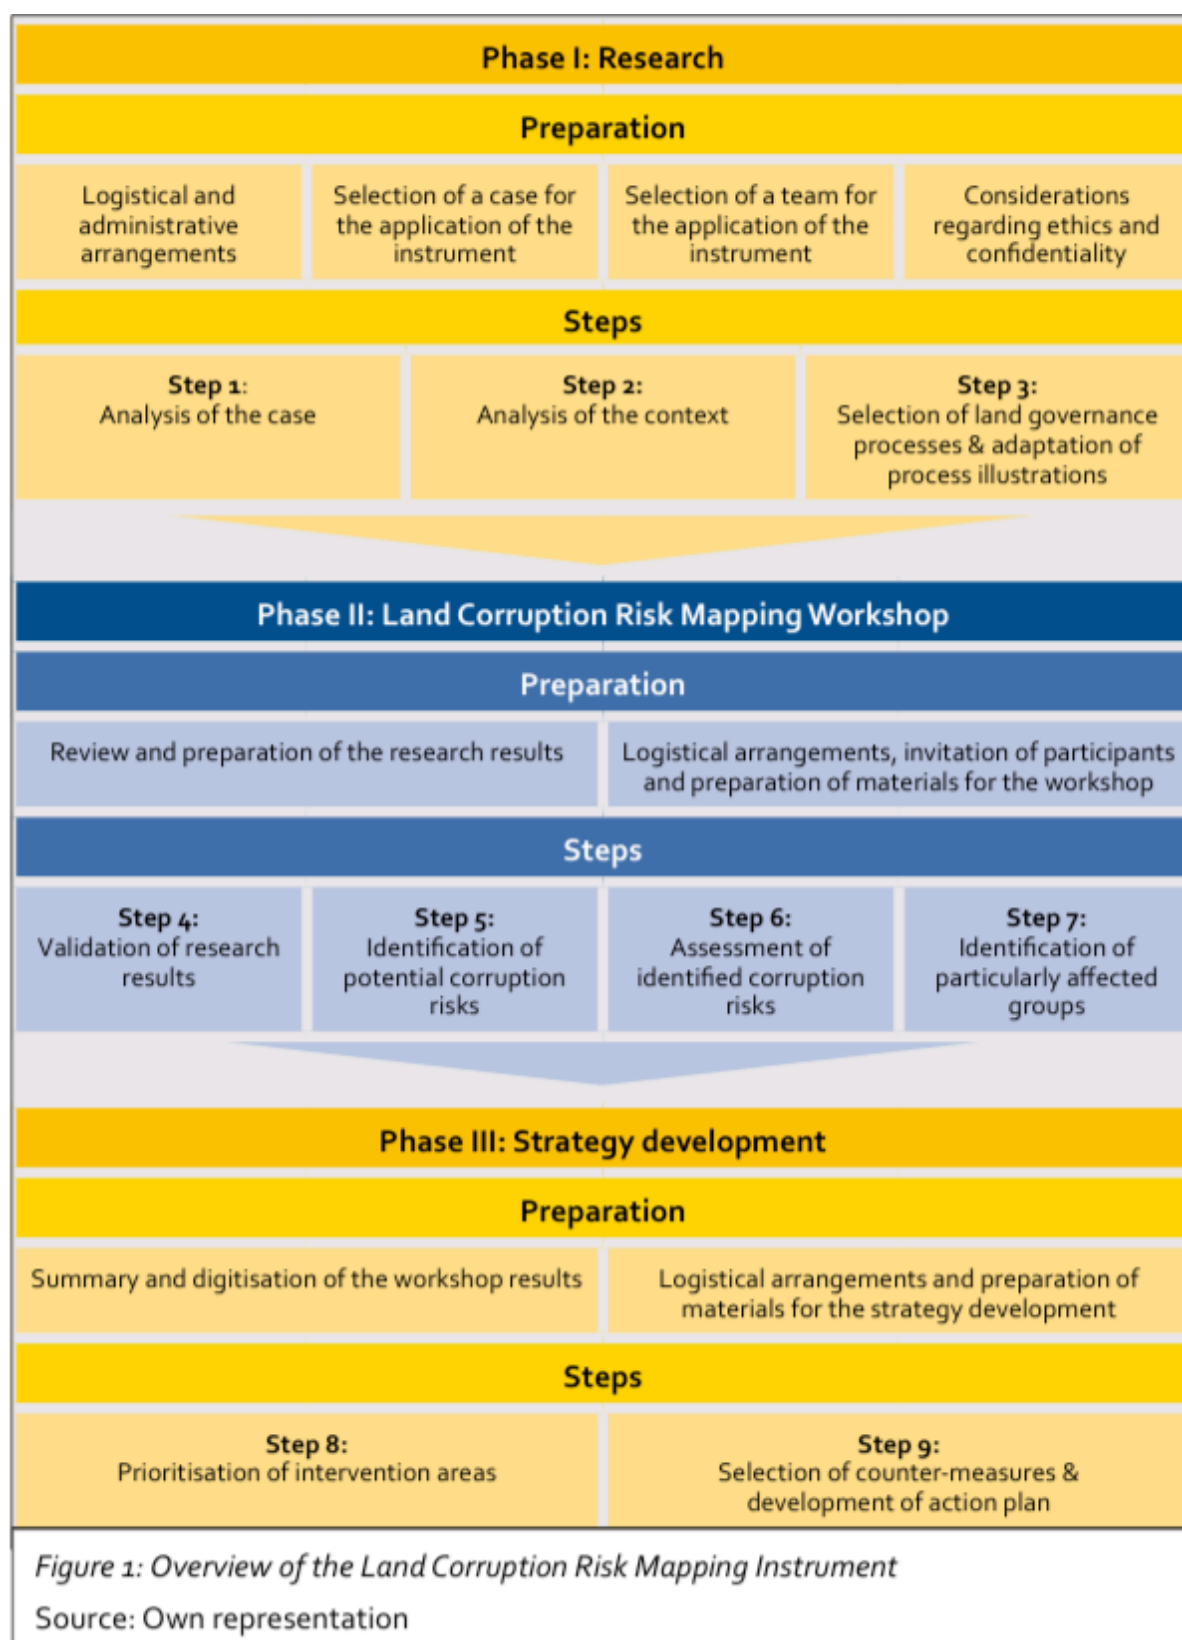 Phase I: Research
Preparation
Logistical and
administrative
arrangements
Selection of a case for
the application of the
instrument
Selection of a team for
the application of the
instrument
Considerations
regarding ethics and
confidentiality
Steps
Step 1:
Analysis of the case
Step 2:
Analysis of the context
Step 3:
Selection of land governance
processes & adaptation of
process illustrations
Phase II: Land Corruption Risk Mapping Workshop
Preparation
Review and preparation of the research results
Logistical arrangements, invitation of participants
and preparation of materials for the workshop
Steps
Step 4:
Validation of research
results
Step 5:
Identification of
potential corruption
risks
Step 6:
Assessment of
identified corruption
risks
Step 7:
Identification of
particularly affected
groups
Phase III: Strategy development
Preparation
Summary and digitisation of the workshop results
Logistical arrangements and preparation of
materials for the strategy development
Steps
Step 8:
Prioritisation of intervention areas
Step 9:
Selection of counter-measures &
development of action plan
Figure 1: Overview of the Land Corruption Risk Mapping Instrument
Source: Own representation